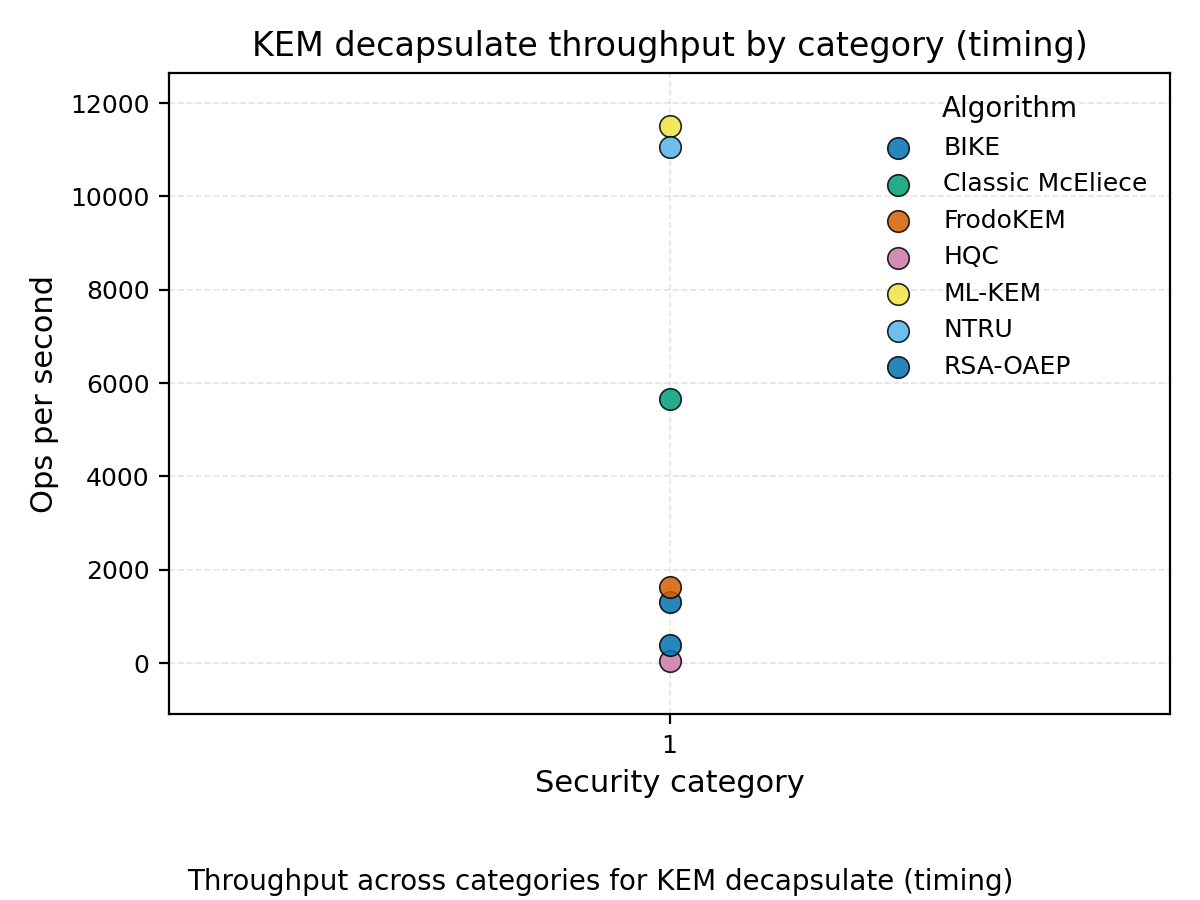 KEM decapsulate throughput by category (timing)
12000
10000
8000
6000
4000
2000
0
Ops per second
Algorithm
BIKE
Classic McEliece
FrodoKEM
HQC
ML-KEM
NTRU
RSA-OAEP
1
Security category
Throughput across categories for KEM decapsulate (timing)